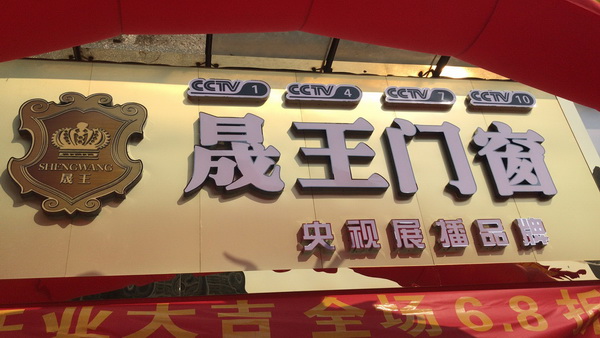 CCTV 1 CCTV 4 CCTV 7 CCTV 10
晟王门窗
SHENGWANG
晟王
央视展播品牌
业大吉 全场6.8折